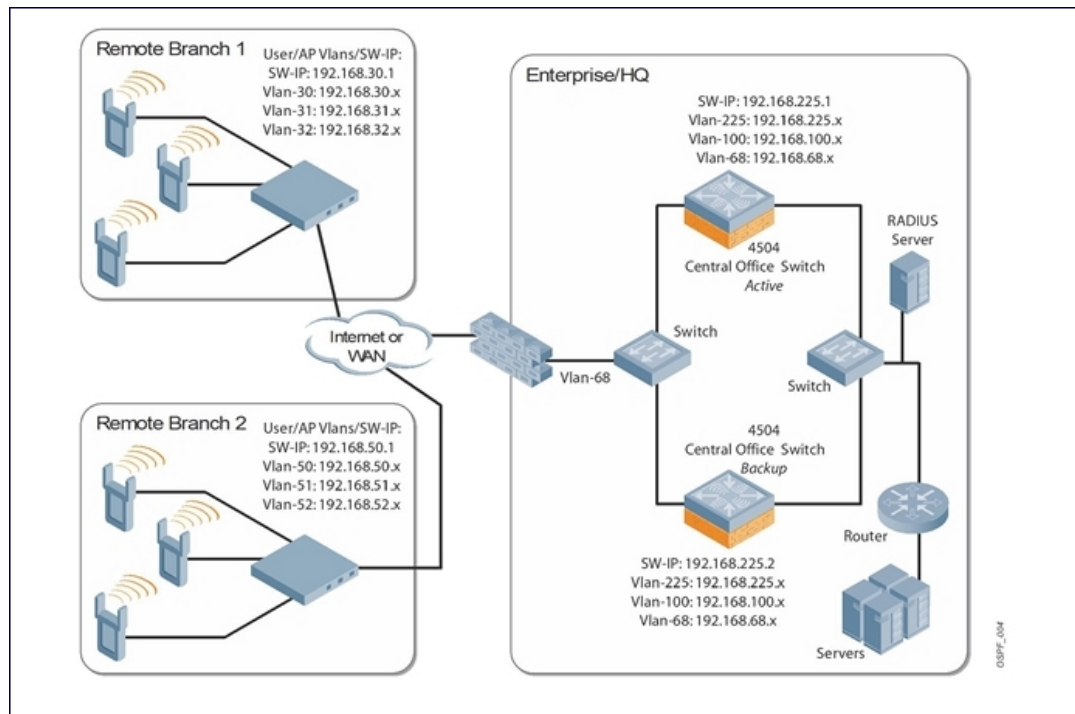 Remote Branch 1
User/AP Vlans/SW-IP:
SW-IP: 192.168.30.1
Vlan-30: 192.168.30.x
Vlan-31: 192.168.31.x
Vlan-32: 192.168.32.x
Internet or
WAN
Remote Branch 2
User/AP Vlans/SW-IP:
SW-IP: 192.168.50.1
Vlan-50: 192.168.50.x
Vlan-51: 192.168.51.x
Vlan-52: 192.168.52.x
Enterprise/HQ
SW-IP: 192.168.225.1
Vlan-225: 192.168.225.x
Vlan-100: 192.168.100.x
Vlan-68: 192.168.68.x
4504
Central Office Switch
Active
RADIUS
Server
Vlan-68
Switch
Switch
4504
Central Office Switch
Backup
SW-IP: 192.168.225.2
Vlan-225: 192.168.225.x
Vlan-100: 192.168.100.x
Vlan-68: 192.168.68.x
Router
Servers
OSPF_004